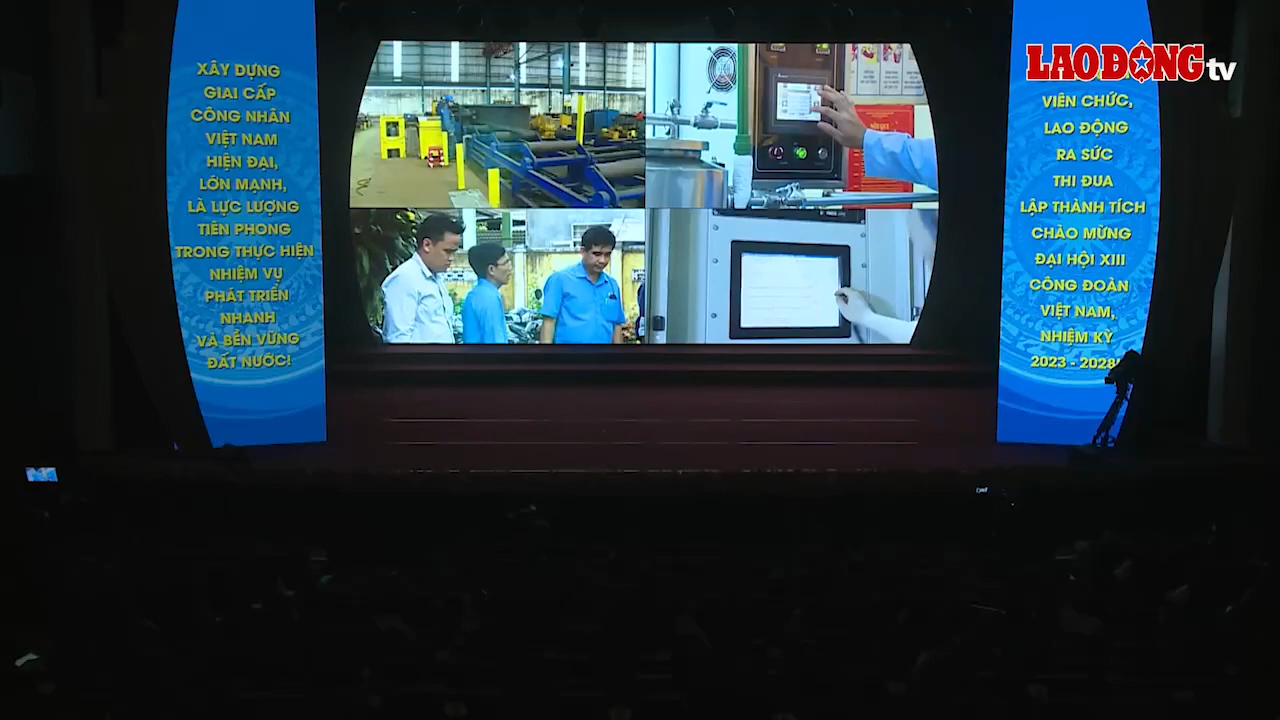 XÂY DỰNG
GIAI CẤP
CÔNG NHÂN
VIỆT NAM
HIỆN ĐẠI,
LỚN MẠNH,
LÀ LỰC LƯỢNG
TIÊN PHONG
TRONG THỰC HIỆN
NHIỆM VỤ
PHÁT TRIỂN
NHANH
VÀ BỀN VỮNG
ĐẤT NƯỚC!
LAO ĐỘNG tv
VIÊN CHỨC,
LAO ĐỘNG
RA SỨC
THI ĐUA
LẬP THÀNH TÍCH
CHÀO MỪNG
ĐẠI HỘI XIII
CÔNG ĐOÀN
VIỆT NAM,
NHIỆM KỲ
2023 - 2028!